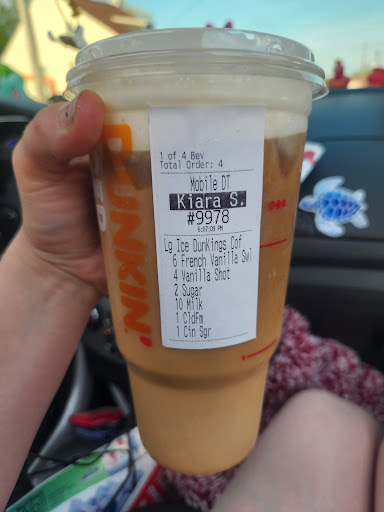 DUNKIN'
1 of 4 Bev
Total Order: 4
Mobile DT
Kiara S.
#9978
Lg Ice Dunkings Cof
6 French Vanilla Swi
4 Vanilla Shot
2 Sugar
10 Milk
1 CldFm
1 Cin Sgr